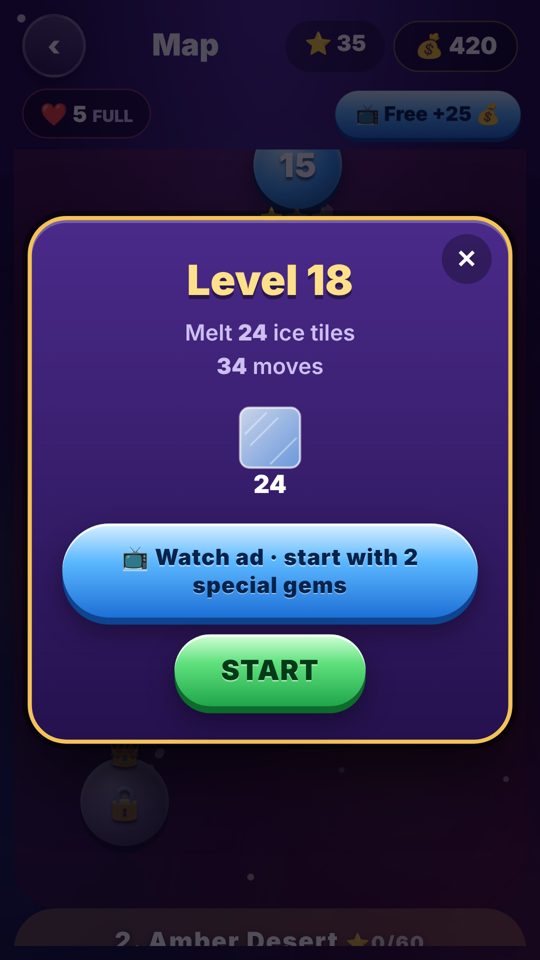 ‹ Map ⭐ 35 💰 420
❤️ 5 FULL 📺 Free +25 💰
15
×
Level 18
Melt 24 ice tiles
34 moves
24
📺 Watch ad · start with 2
special gems
START
2. Amber Desert ⭐0/60